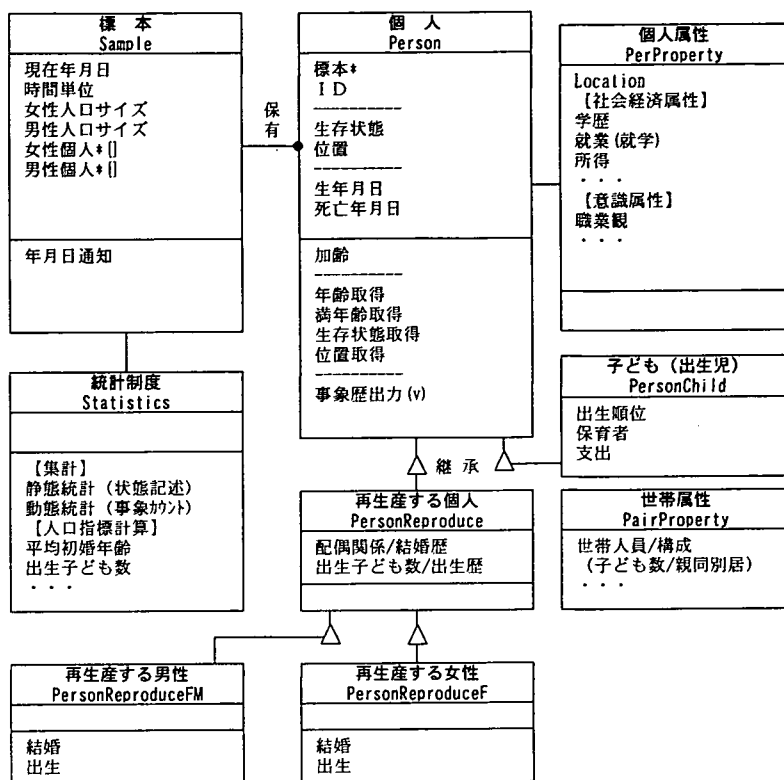 標 本
Sample
現在年月日
時間単位
女性人口サイズ
男性人口サイズ
女性個人*[]
男性個人*[]
年月日通知
保有
個 人
Person
標本*
ID
----------
生存状態
位置
----------
生年月日
死亡年月日
加齢
----------
年齢取得
満年齢取得
生存状態取得
位置取得
----------
事象歴出力(v)
個人属性
PerProperty
Location
【社会経済属性】
学歴
就業(就学)
所得
・・・
【意識属性】
職業観
・・・
統計制度
Statistics
【集計】
静態統計(状態記述)
動態統計(事象カウント)
【人口指標計算】
平均初婚年齢
出生子ども数
・・・
子ども(出生児)
PersonChild
出生順位
保育者
支出
継 承
再生産する個人
PersonReproduce
配偶関係/結婚歴
出生子ども数/出生歴
世帯属性
PairProperty
世帯人員/構成
(子ども数/親同別居)
・・・
再生産する男性
PersonReproduceFM
結婚
出生
再生産する女性
PersonReproduceF
結婚
出生